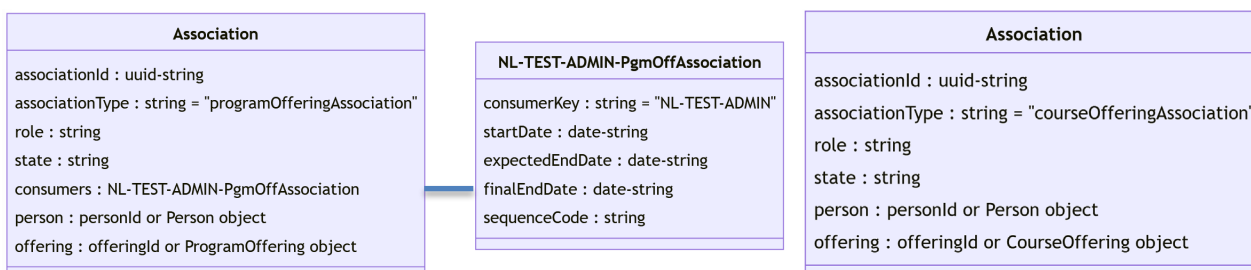 Association
associationId : uuid-string
associationType : string = "programOfferingAssociation"
role : string
state : string
consumers : NL-TEST-ADMIN-PgmOffAssociation
person : personId or Person object
offering : offeringId or ProgramOffering object
NL-TEST-ADMIN-PgmOffAssociation
consumerKey : string = "NL-TEST-ADMIN"
startDate : date-string
expectedEndDate : date-string
finalEndDate : date-string
sequenceCode : string
Association
associationId : uuid-string
associationType : string = "courseOfferingAssociation"
role : string
state : string
person : personId or Person object
offering : offeringId or CourseOffering object